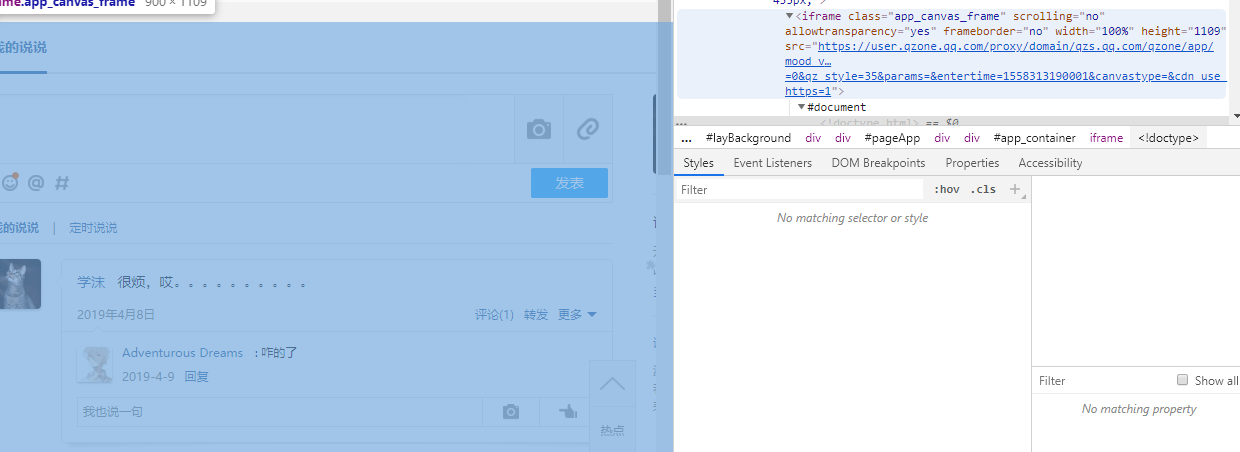 me.app_canvas_frame 900 × 1109
的说说
发表
的说说 | 定时说说
学沫 很烦，哎。。。。。。。。。。
2019年4月8日 评论(1) 转发 更多
Adventurous Dreams : 咋的了
2019-4-9 回复
我也说一句
热点
<iframe class="app_canvas_frame" scrolling="no"
allowtransparency="yes" frameborder="no" width="100%" height="1109"
src="https://user.qzone.qq.com/proxy/domain/qzs.qq.com/qzone/app/
mood_v…
=0&qz_style=35&params=&entertime=1558313190001&canvastype=&cdn_use_
https=1">
#document
<!doctype html> == $0
... #layBackground div div #pageApp div div #app_container iframe <!doctype>
Styles Event Listeners DOM Breakpoints Properties Accessibility
Filter :hov .cls +
No matching selector or style
Filter Show all
No matching property